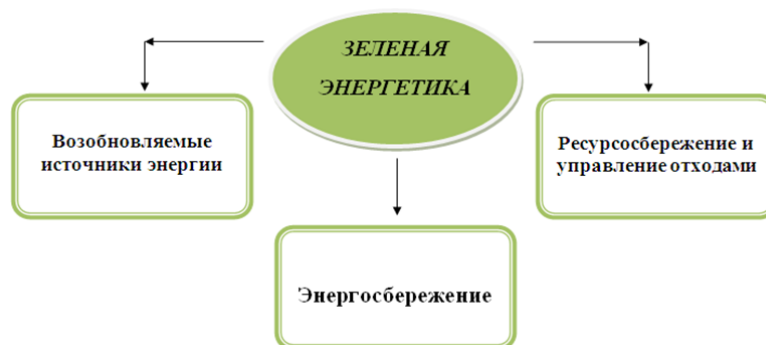 ЗЕЛЕНАЯ
ЭНЕРГЕТИКА
Возобновляемые
источники энергии
Ресурсосбережение и
управление отходами
Энергосбережение